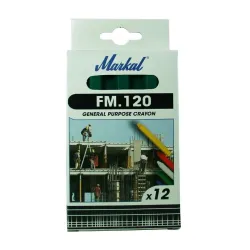 Markal
FM.120
GENERAL PURPOSE CRAYON
x12